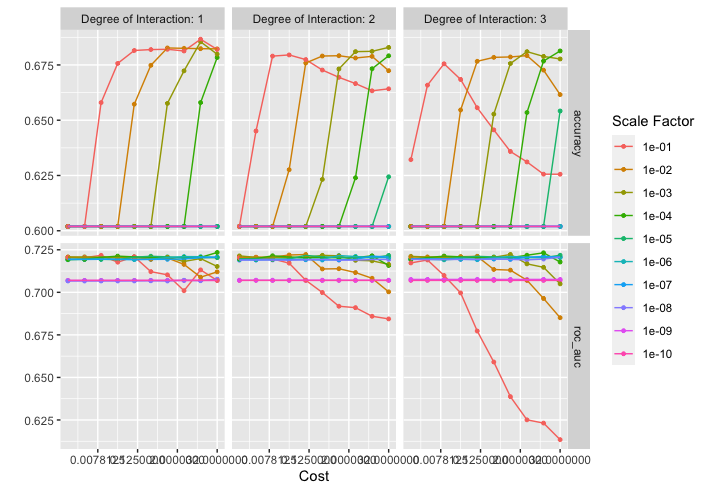 Degree of Interaction: 1
Degree of Interaction: 2
Degree of Interaction: 3
0.675
0.650
0.625
0.600
accuracy
0.725
0.700
0.675
0.650
0.625
roc_auc
Cost
Scale Factor
1e-01
1e-02
1e-03
1e-04
1e-05
1e-06
1e-07
1e-08
1e-09
1e-10